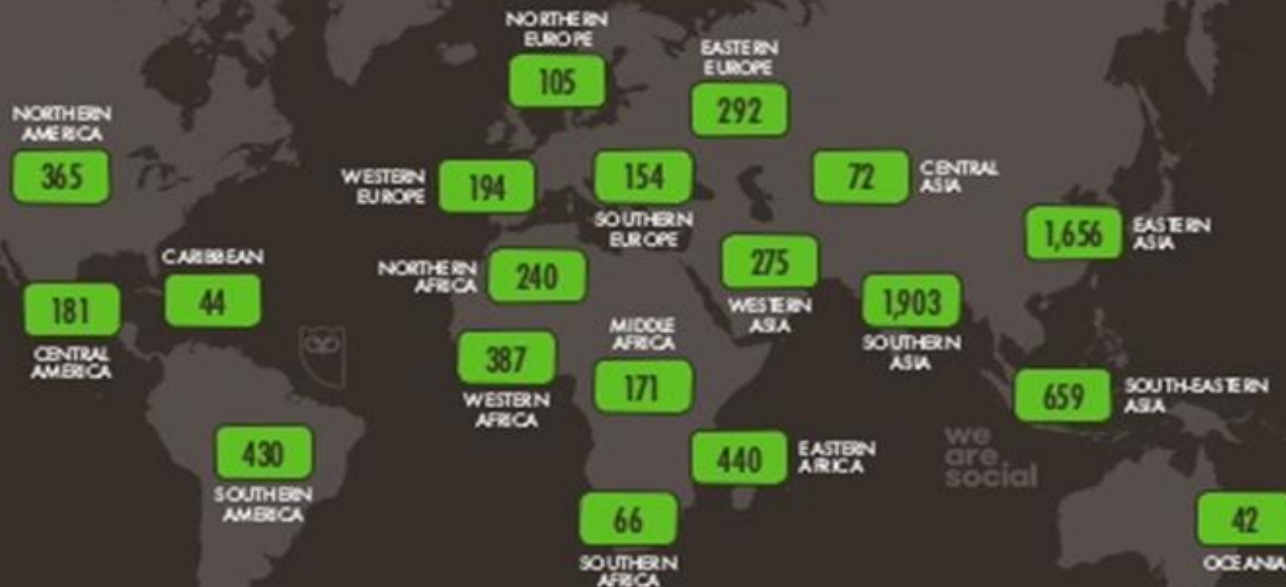 NORTHERN
EUROPE
105
EASTERN
EUROPE
292
NORTHERN
AMERICA
365
WESTERN
EUROPE
194
154
SOUTHERN
EUROPE
72
CENTRAL
ASIA
1,656
EASTERN
ASIA
CARIBBEAN
44
NORTHERN
AFRICA
240
275
WESTERN
ASIA
1,903
SOUTHERN
ASIA
181
CENTRAL
AMERICA
387
WESTERN
AFRICA
MIDDLE
AFRICA
171
659
SOUTH-EASTERN
ASIA
430
SOUTHERN
AMERICA
440
EASTERN
AFRICA
we
are.
social
66
SOUTHERN
AFRICA
42
OCEANIA